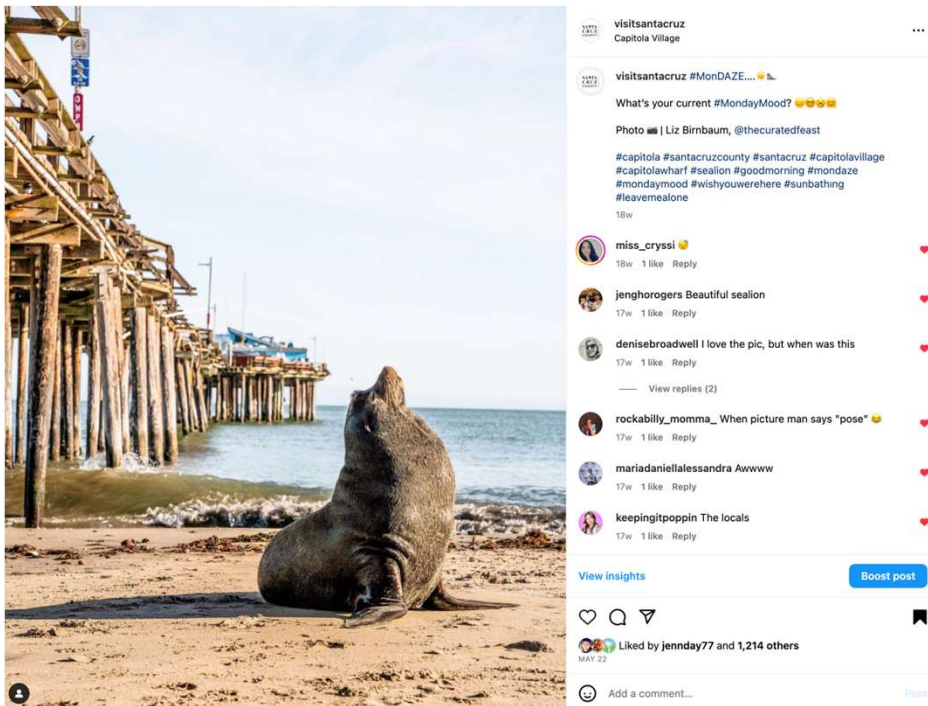 visitsantacruz
Capitola Village
visitsantacruz #MonDAZE....
What's your current #MondayMood?
Photo | Liz Birnbaum, @thecuratedfeast
#capitola #santacruzcounty #santacruz #capitolavillage
#capitolawharf #sealion #goodmorning #mondaze
#mondaymood #wishyouwerehere #sunbathing
#leavemealone
18w
miss_cryssi
18w 1 like Reply
jenghorogers Beautiful sealion
17w 1 like Reply
denisebroadwell I love the pic, but when was this
17w 1 like Reply
View replies (2)
rockabilly_momma_ When picture man says "pose"
17w 1 like Reply
mariadaniellalessandra Awwww
17w 1 like Reply
keepingitpoppin The locals
17w 1 like Reply
View insights
Boost post
Liked by jennday77 and 1,214 others
MAY 22
Add a comment...
Post